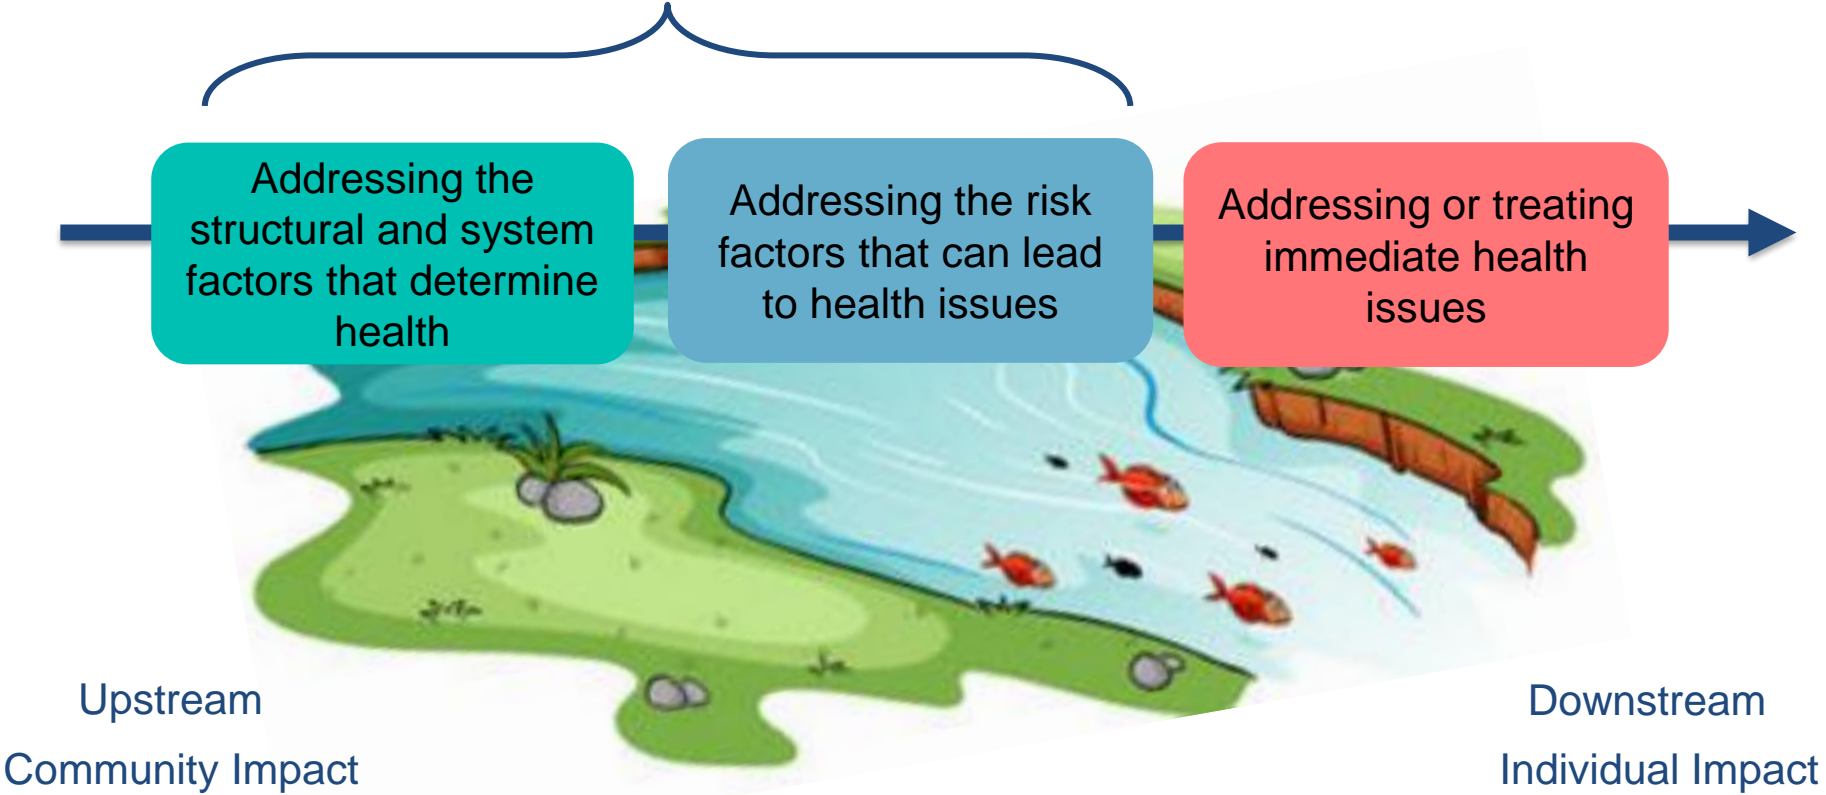 Addressing the
structural and system
factors that determine
health
Addressing the risk
factors that can lead
to health issues
Addressing or treating
immediate health
issues
Upstream
Community Impact
Downstream
Individual Impact